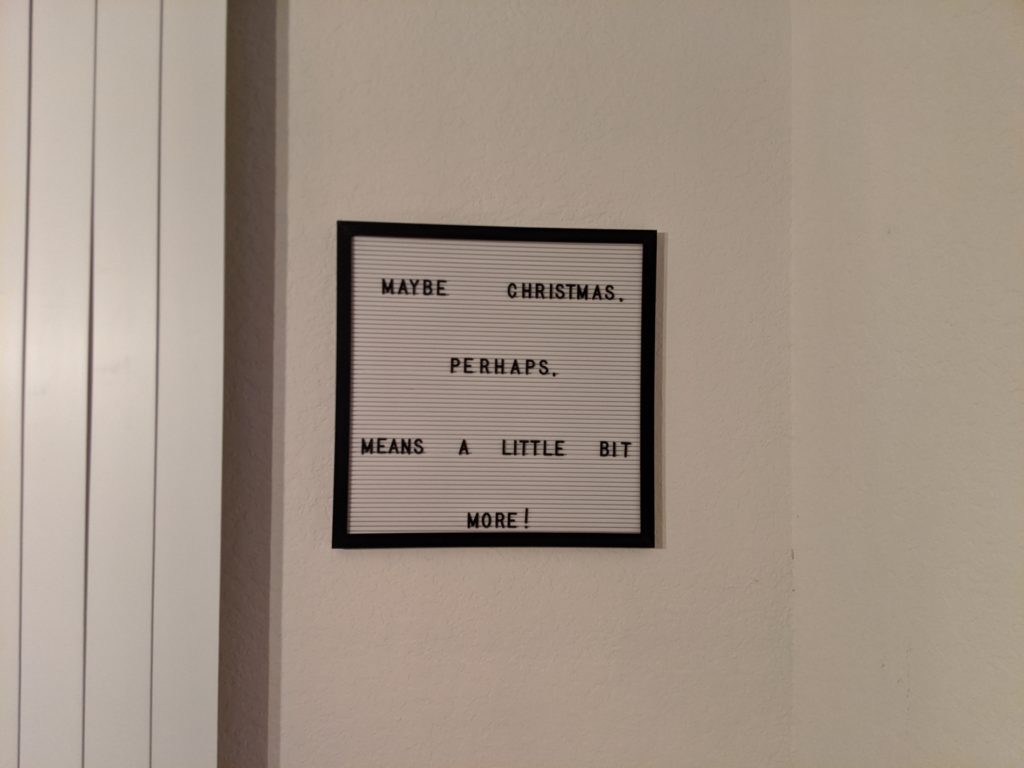 MAYBE CHRISTMAS,
PERHAPS,
MEANS A LITTLE BIT
MORE!